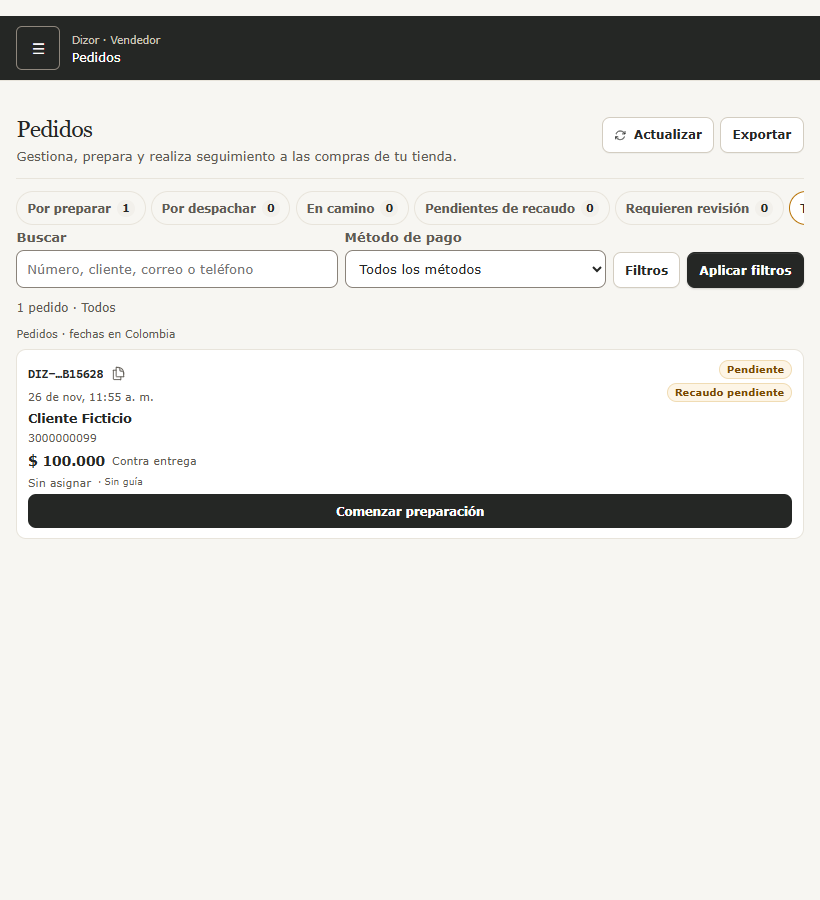 ☰
Dizor · Vendedor
Pedidos
Pedidos
Gestiona, prepara y realiza seguimiento a las compras de tu tienda.
Actualizar
Exportar
Por preparar 1
Por despachar 0
En camino 0
Pendientes de recaudo 0
Requieren revisión 0
Buscar
Número, cliente, correo o teléfono
Método de pago
Todos los métodos
Filtros
Aplicar filtros
1 pedido · Todos
Pedidos · fechas en Colombia
DIZ-…B15628
Pendiente
Recaudo pendiente
26 de nov, 11:55 a. m.
Cliente Ficticio
3000000099
$ 100.000 Contra entrega
Sin asignar · Sin guía
Comenzar preparación